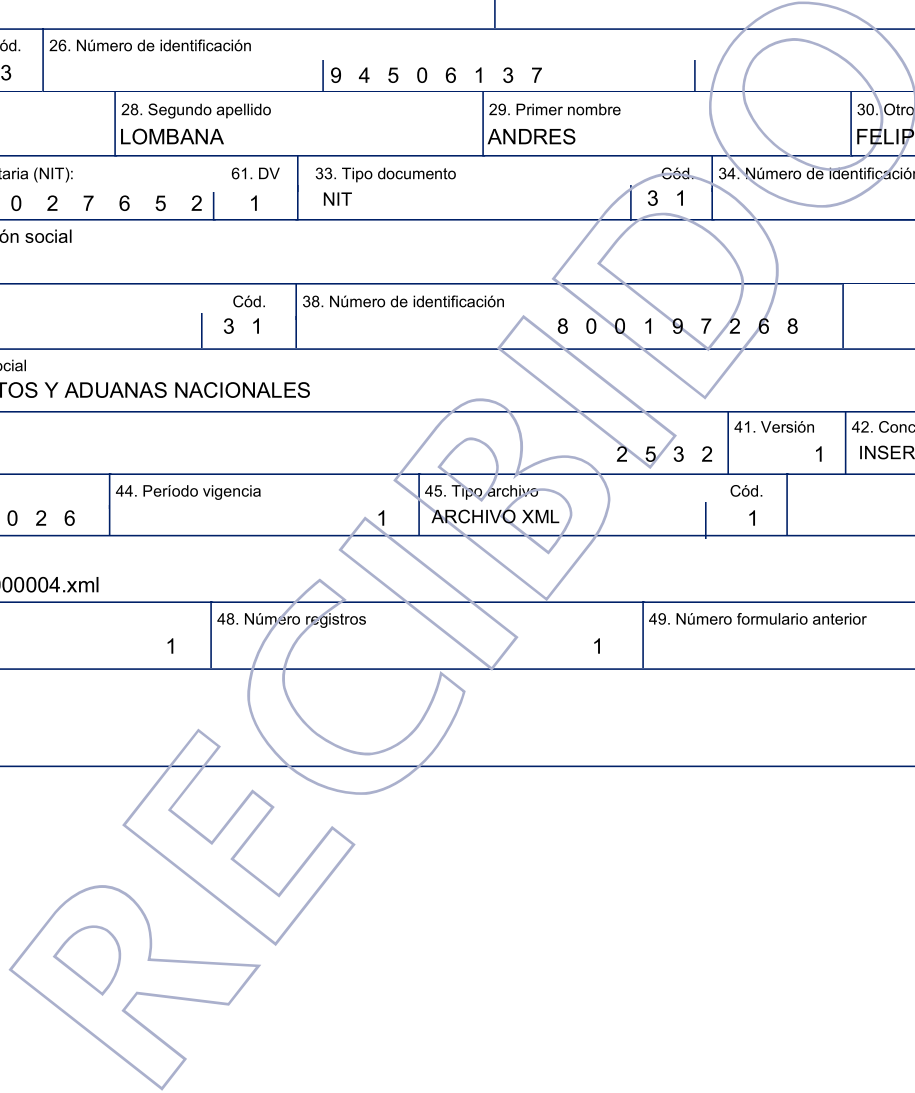 ód. 26. Número de identificación
3 9 4 5 0 6 1 3 7
28. Segundo apellido 29. Primer nombre 30. Otro
LOMBANA ANDRES FELIP
taria (NIT): 61. DV 33. Tipo documento Cód. 34. Número de identificación
0 2 7 6 5 2 1 NIT 3 1
ón social
Cód. 38. Número de identificación
3 1 8 0 0 1 9 7 2 6 8
ocial
TOS Y ADUANAS NACIONALES
41. Versión 42. Conc
2 5 3 2 1 INSER
44. Período vigencia 45. Tipo archivo Cód.
0 2 6 1 ARCHIVO XML 1
000004.xml
48. Número registros 49. Número formulario anterior
1 1
RECIBIDO